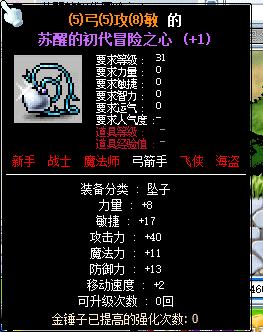 (5)弓(5)攻(8)敏 的
苏醒的初代冒险之心 (+1)
要求等级： 31
要求力量： 0
要求敏捷： 0
要求智力： 0
要求运气： 0
要求人气度：-
道具等级： -
道具经验值：-
新手 战士 魔法师 弓箭手 飞侠 海盗
装备分类 : 坠子
力量 : +8
敏捷 : +17
攻击力 : +40
魔法力 : +11
防御力 : +13
移动速度 : +2
可升级次数 : 0回
金锤子已提高的强化次数: 0